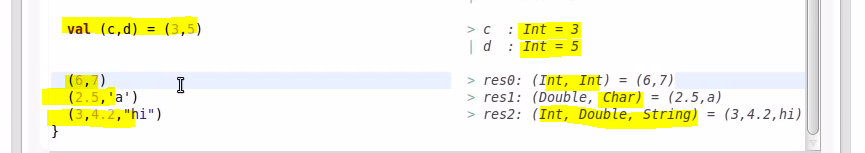 val (c,d) = (3,5) > c : Int = 3
| d : Int = 5
(6,7) > res0: (Int, Int) = (6,7)
(2.5,'a') > res1: (Double, Char) = (2.5,a)
(3,4.2,"hi") > res2: (Int, Double, String) = (3,4.2,hi)
}